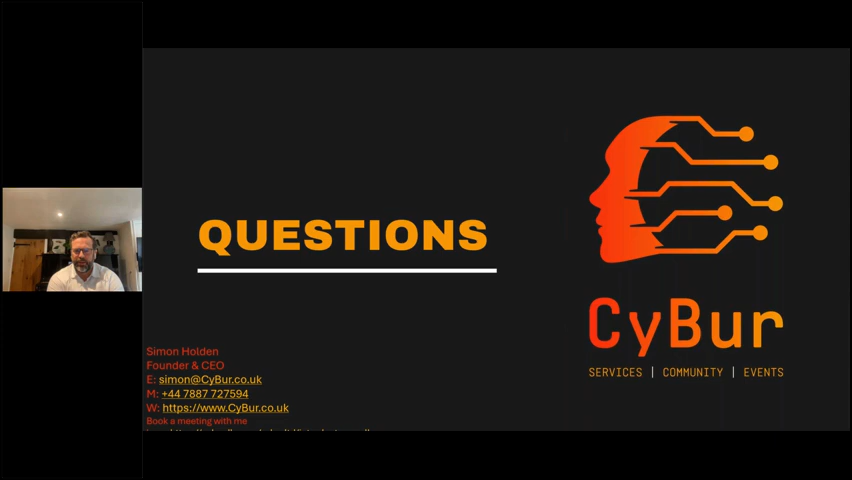 QUESTIONS
CyBur
SERVICES | COMMUNITY | EVENTS
Simon Holden
Founder & CEO
E: simon@CyBur.co.uk
M: +44 7887 727594
W: https://www.CyBur.co.uk
Book a meeting with me